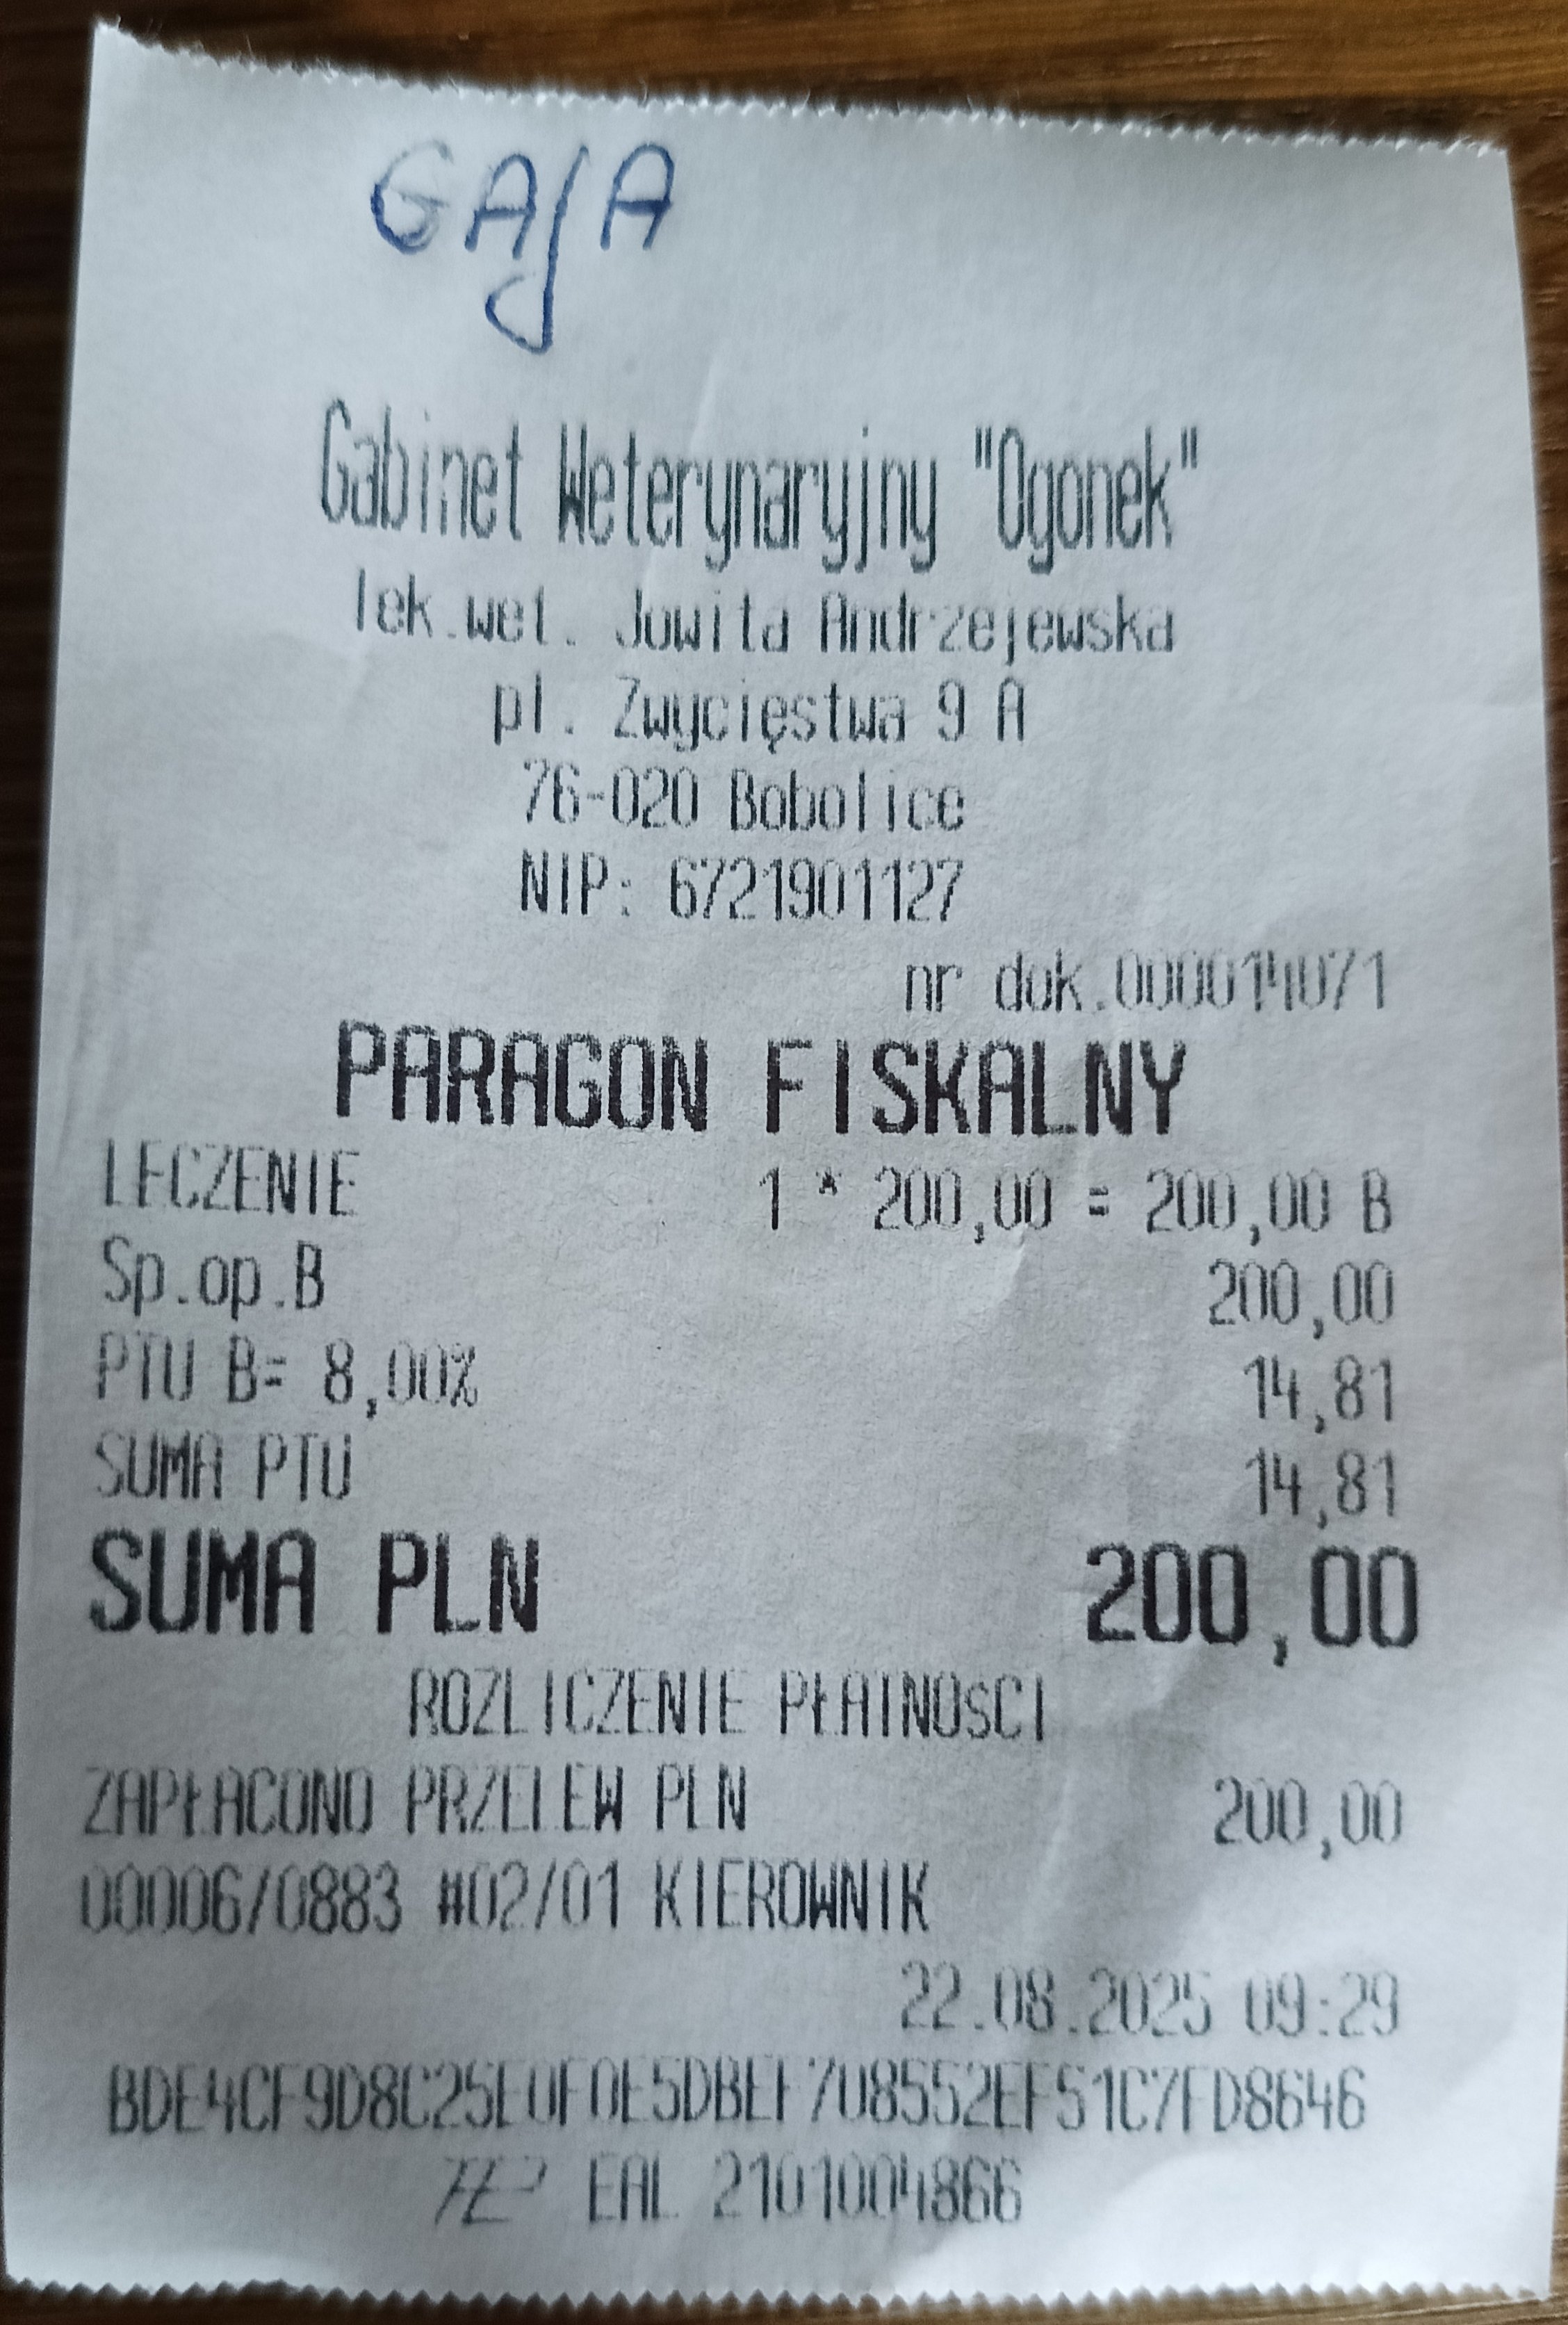 GAJA
Gabinet Weterynaryjny "Ogonek"
lek.wet. Jowita Andrzejewska
pl. Zwycięstwa 9 A
76-020 Bobolice
NIP: 6721901127
nr dok.000014071
PARAGON FISKALNY
LECZENIE 1 * 200,00 = 200,00 B
Sp.op.B 200,00
PTU B= 8,00% 14,81
SUMA PTU 14,81
SUMA PLN 200,00
ROZLICZENIE PŁATNOŚCI
ZAPŁACONO PRZELEW PLN 200,00
00006/0883 #02/01 KIEROWNIK
22.08.2025 09:29
BDE4CF9D8C25E0F0E5DBEF708552EF51C7FD8646
EAL 2101004866